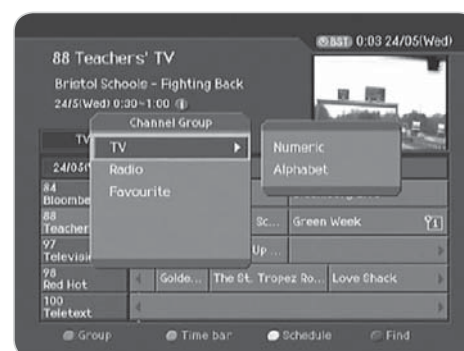 BST 0:03 24/05(Wed)
88 Teachers' TV
Bristol Schools - Fighting Back
24/5(Wed) 0:30~1:00
Channel Group
TV
Radio
Favourite
Numeric
Alphabet
TV
24/05
84
Bloombe
88
Teacher
Sc...
Green Week
97
Televisi
Up ...
98
Red Hot
Golde...
The St. Tropez Ro...
Love Shack
100
Teletext
Group
Time bar
Schedule
Find